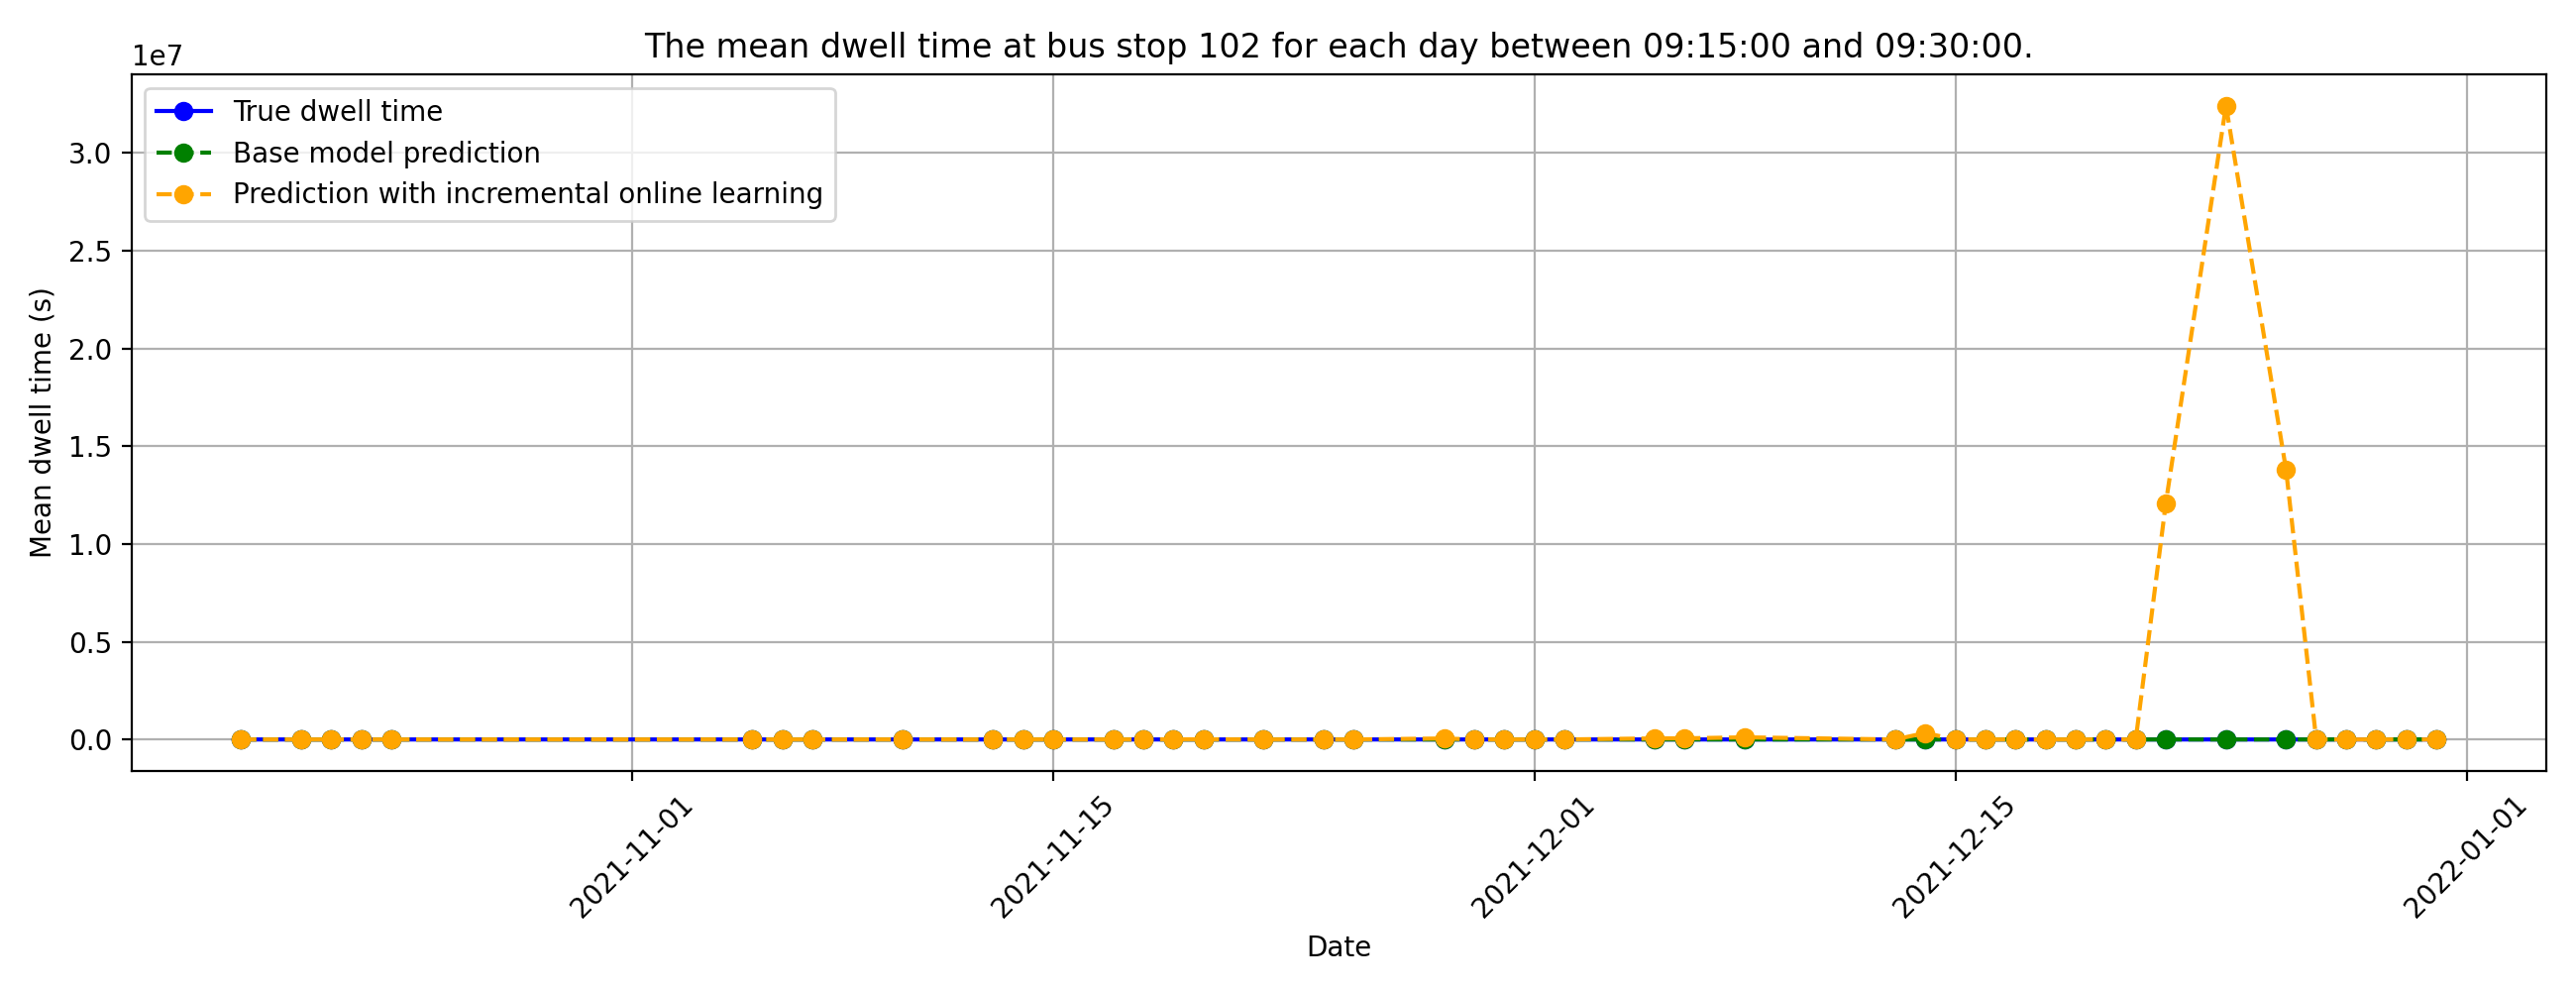 The mean dwell time at bus stop 102 for each day between 09:15:00 and 09:30:00.
1e7
True dwell time
Base model prediction
Prediction with incremental online learning
3.0
2.5
2.0
1.5
1.0
0.5
0.0
Mean dwell time (s)
2021-11-01
2021-11-15
2021-12-01
2021-12-15
2022-01-01
Date